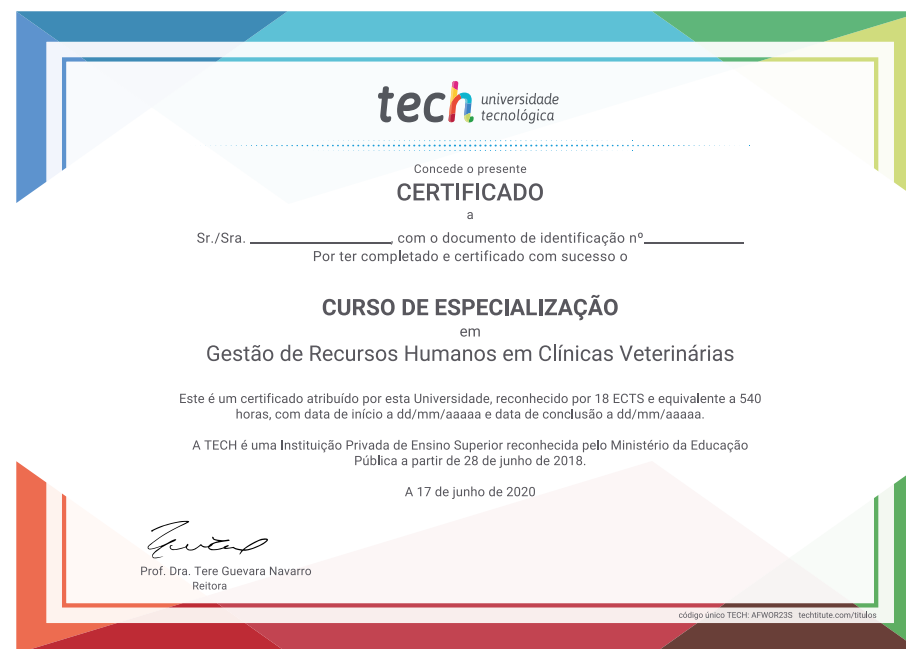 tech universidade
tecnológica
Concede o presente
CERTIFICADO
a
Sr./Sra. ____________________, com o documento de identificação nº______________
Por ter completado e certificado com sucesso o
CURSO DE ESPECIALIZAÇÃO
em
Gestão de Recursos Humanos em Clínicas Veterinárias
Este é um certificado atribuído por esta Universidade, reconhecido por 18 ECTS e equivalente a 540
horas, com data de início a dd/mm/aaaaa e data de conclusão a dd/mm/aaaaa.
A TECH é uma Instituição Privada de Ensino Superior reconhecida pelo Ministério da Educação
Pública a partir de 28 de junho de 2018.
A 17 de junho de 2020
Prof. Dra. Tere Guevara Navarro
Reitora
código único TECH: AFWOR23S techtitute.com/titulos